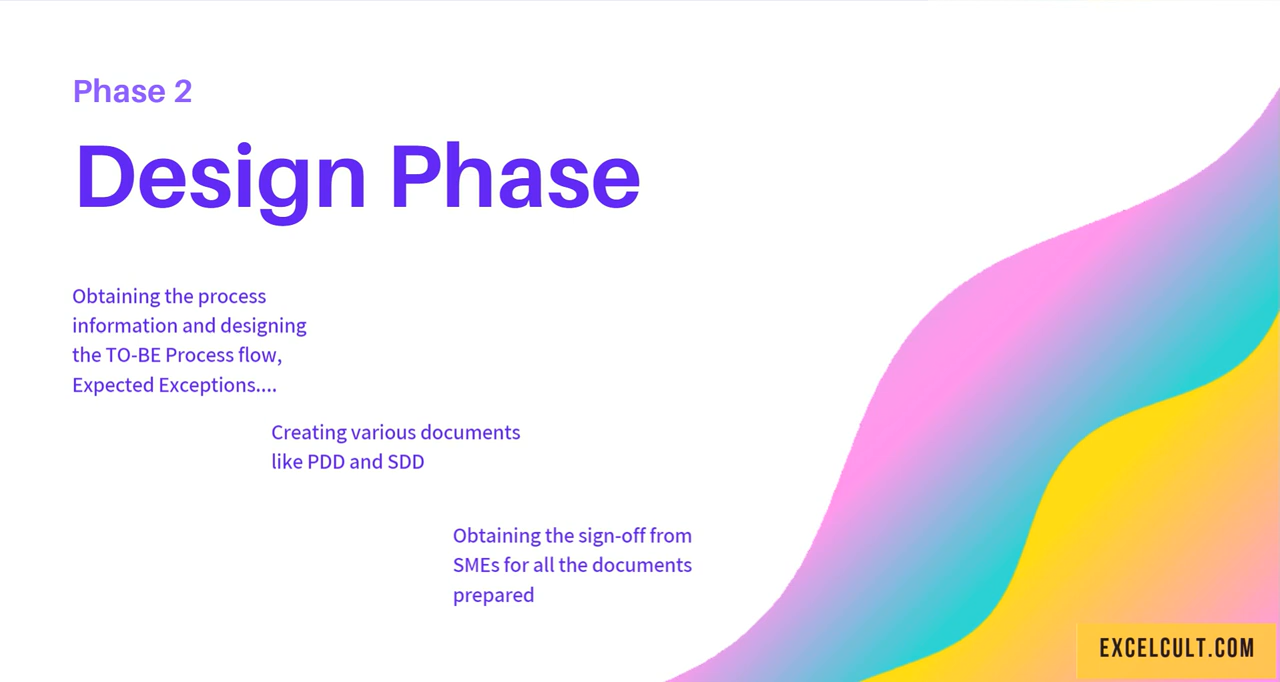 Phase 2
Design Phase
Obtaining the process
information and designing
the TO-BE Process flow,
Expected Exceptions....
Creating various documents
like PDD and SDD
Obtaining the sign-off from
SMEs for all the documents
prepared
EXCELCULT.COM